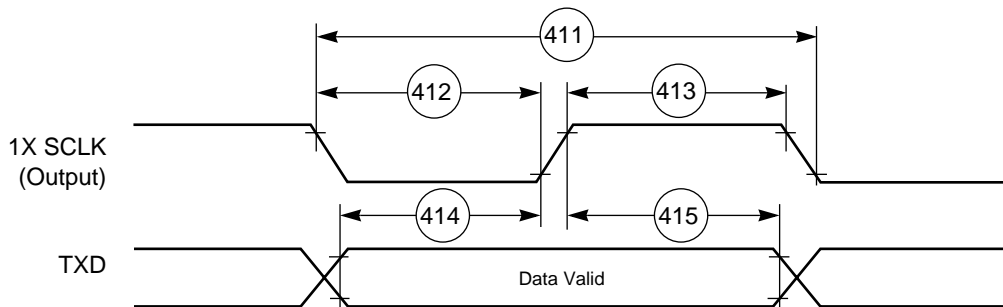 411
412
413
1X SCLK
(Output)
414
415
TXD
Data Valid